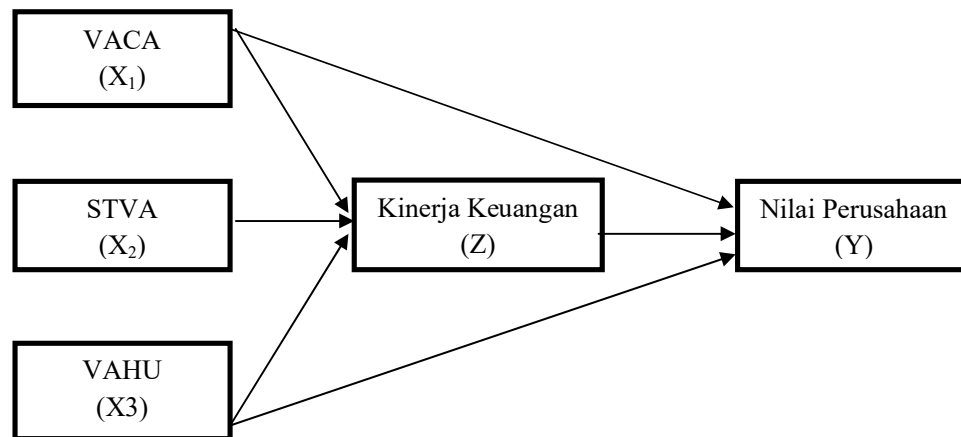 VACA
(X₁)
STVA
(X₂)
Kinerja Keuangan
(Z)
Nilai Perusahaan
(Y)
VAHU
(X3)